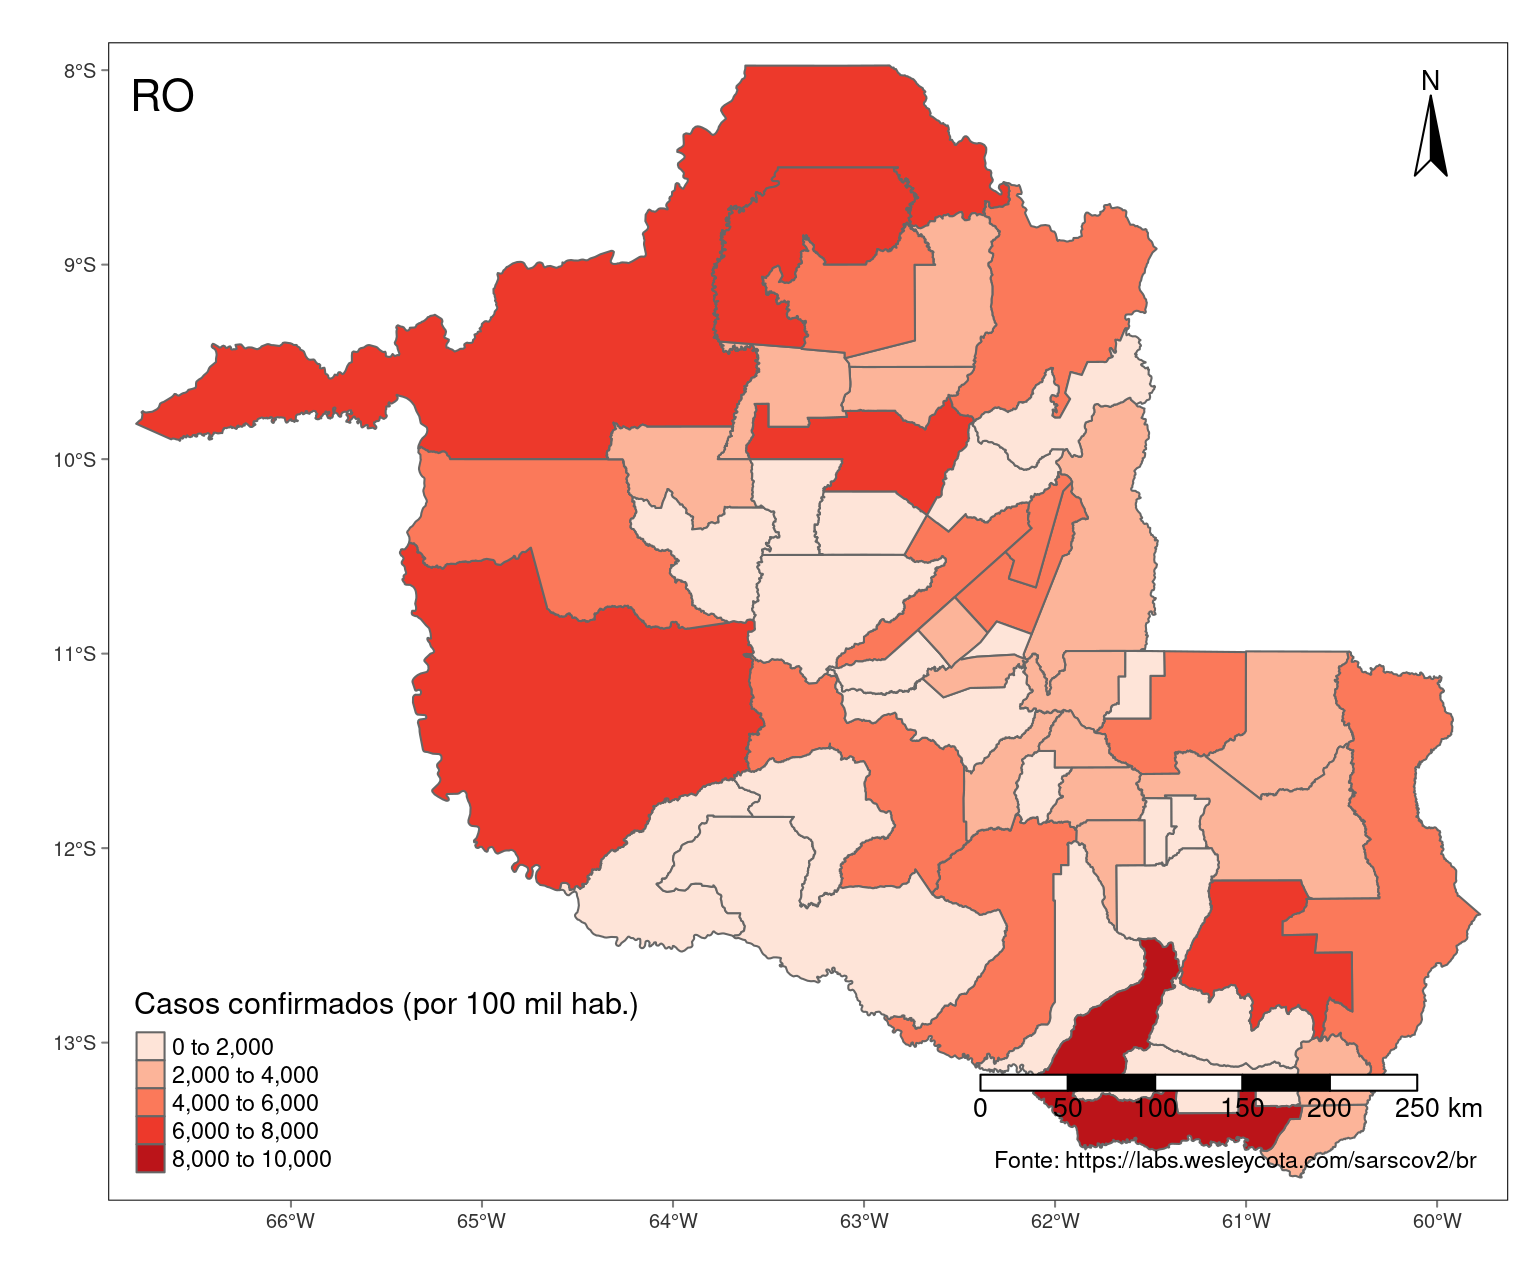 RO
N
8°S
9°S
10°S
11°S
12°S
13°S
Casos confirmados (por 100 mil hab.)
0 to 2,000
2,000 to 4,000
4,000 to 6,000
6,000 to 8,000
8,000 to 10,000
0 50 100 150 200 250 km
Fonte: https://labs.wesleycota.com/sarscov2/br
66°W 65°W 64°W 63°W 62°W 61°W 60°W